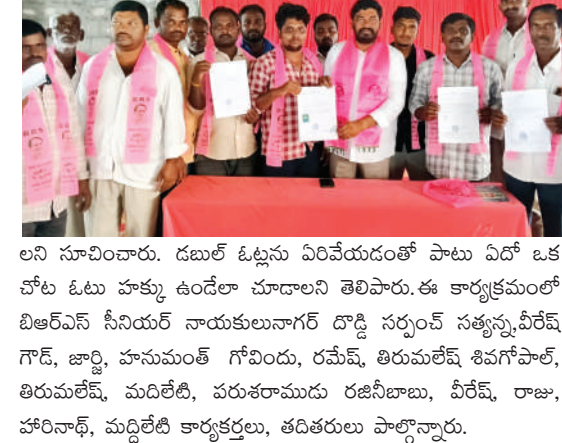 లని సూచించారు. డబుల్ ఓట్లను ఏరివేయడంతో పాటు ఏదో ఒక
చోట ఓటు హక్కు ఉండేలా చూడాలని తెలిపారు.ఈ కార్యక్రమంలో
బిఆర్ఎస్ సీనియర్ నాయకులునాగర్ దొడ్డి సర్పంచ్ సత్యన్న,వీరేష్
గౌడ్, జార్జి, హనుమంత్ గోవిందు, రమేష్, తిరుమలేష్ శివగోపాల్,
తిరుమలేష్, మదిలేటి, పరుశరాముడు రజినీబాబు, వీరేష్, రాజు,
హరినాథ్, మద్దిలేటి కార్యకర్తలు, తదితరులు పాల్గొన్నారు.